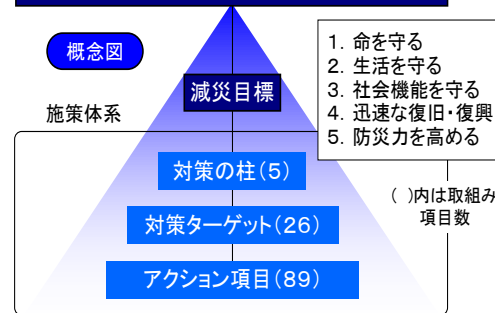 概念図
減災目標
1. 命を守る
2. 生活を守る
3. 社会機能を守る
4. 迅速な復旧・復興
5. 防災力を高める
施策体系
対策の柱(5)
( )内は取組み
項目数
対策ターゲット(26)
アクション項目(89)